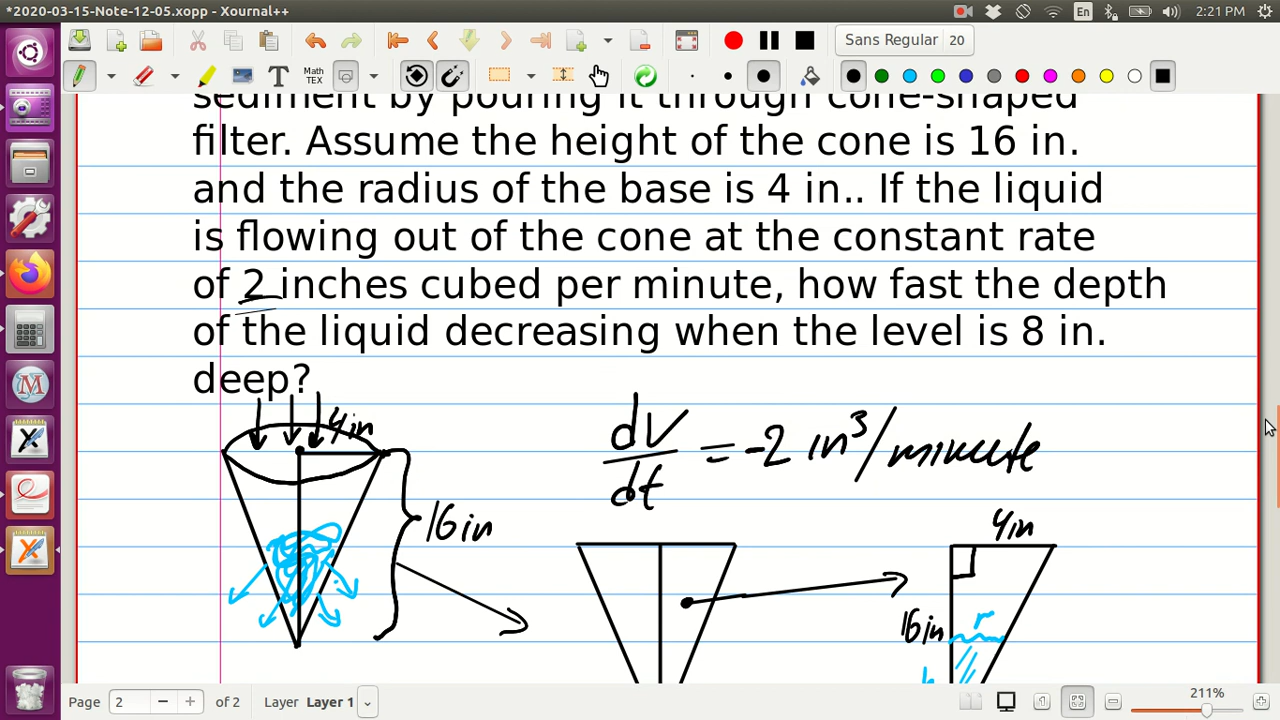 *2020-03-15-Note-12-05.xopp - Xournal++
En
2:21 PM
Sans Regular 20
T
Math
TEX
sediment by pouring it through cone-shaped
filter. Assume the height of the cone is 16 in.
and the radius of the base is 4 in.. If the liquid
is flowing out of the cone at the constant rate
of 2 inches cubed per minute, how fast the depth
of the liquid decreasing when the level is 8 in.
deep?
4in
dV/dt = -2 in³/minute
16in
4in
16in
r
h
Page 2 of 2 Layer Layer 1
211%